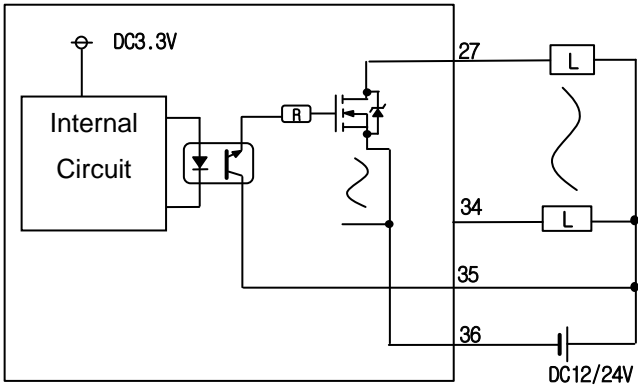 DC3.3V
Internal
Circuit
R
27
L
34
L
35
36
DC12/24V